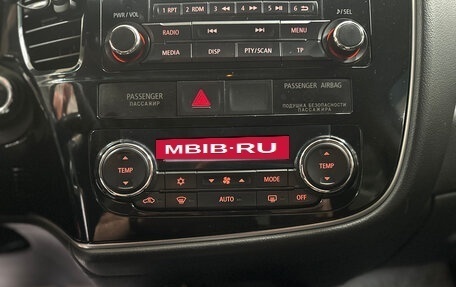 1 RPT 2 RDM 3 ◄◄ 4 ►► 5 6
PWR / VOL
♪ / SEL
RADIO |◄◄ ►►| MENU
MEDIA DISP PTY/SCAN TP
PASSENGER
ПАССАЖИР
PASSENGER AIRBAG
ПОДУШКА БЕЗОПАСНОСТИ
ПАССАЖИРА
MBIB·RU
TEMP
MODE
TEMP
AUTO
OFF